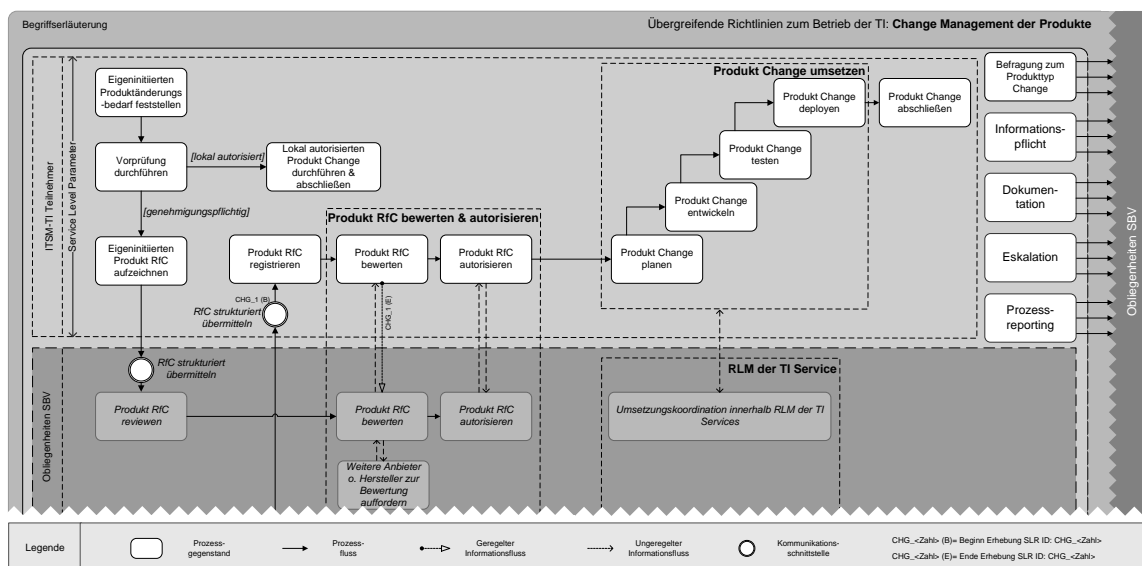 Begriffserläuterung
Übergreifende Richtlinien zum Betrieb der TI: Change Management der Produkte
ITSM-TI Teilnehmer
Service Level Parameter
Eigeninitiierten
Produktänderungs
-bedarf feststellen
Vorprüfung
durchführen
[lokal autorisiert]
Lokal autorisierten
Produkt Change
durchführen &
abschließen
[genehmigungspflichtig]
Eigeninitiierten
Produkt RfC
aufzeichnen
Produkt RfC
registrieren
CHG_1 (B)
RfC strukturiert
übermitteln
Produkt RfC bewerten & autorisieren
Produkt RfC
bewerten
Produkt RfC
autorisieren
CHG_1 (E)
Produkt Change umsetzen
Produkt Change
planen
Produkt Change
entwickeln
Produkt Change
testen
Produkt Change
deployen
Produkt Change
abschließen
Befragung zum
Produkttyp
Change
Informations-
pflicht
Dokumen-
tation
Eskalation
Prozess-
reporting
Obliegenheiten SBV
Obliegenheiten SBV
RfC strukturiert
übermitteln
Produkt RfC
reviewen
Produkt RfC
bewerten
Produkt RfC
autorisieren
Weitere Anbieter
o. Hersteller zur
Bewertung
auffordern
RLM der TI Service
Umsetzungskoordination innerhalb RLM der TI
Services
Legende
Prozess-
gegenstand
Prozess-
fluss
Geregelter
Informationsfluss
Ungeregelter
Informationsfluss
Kommunikations-
schnittstelle
CHG_<Zahl> (B)= Beginn Erhebung SLR ID: CHG_<Zahl>
CHG_<Zahl> (E)= Ende Erhebung SLR ID: CHG_<Zahl>